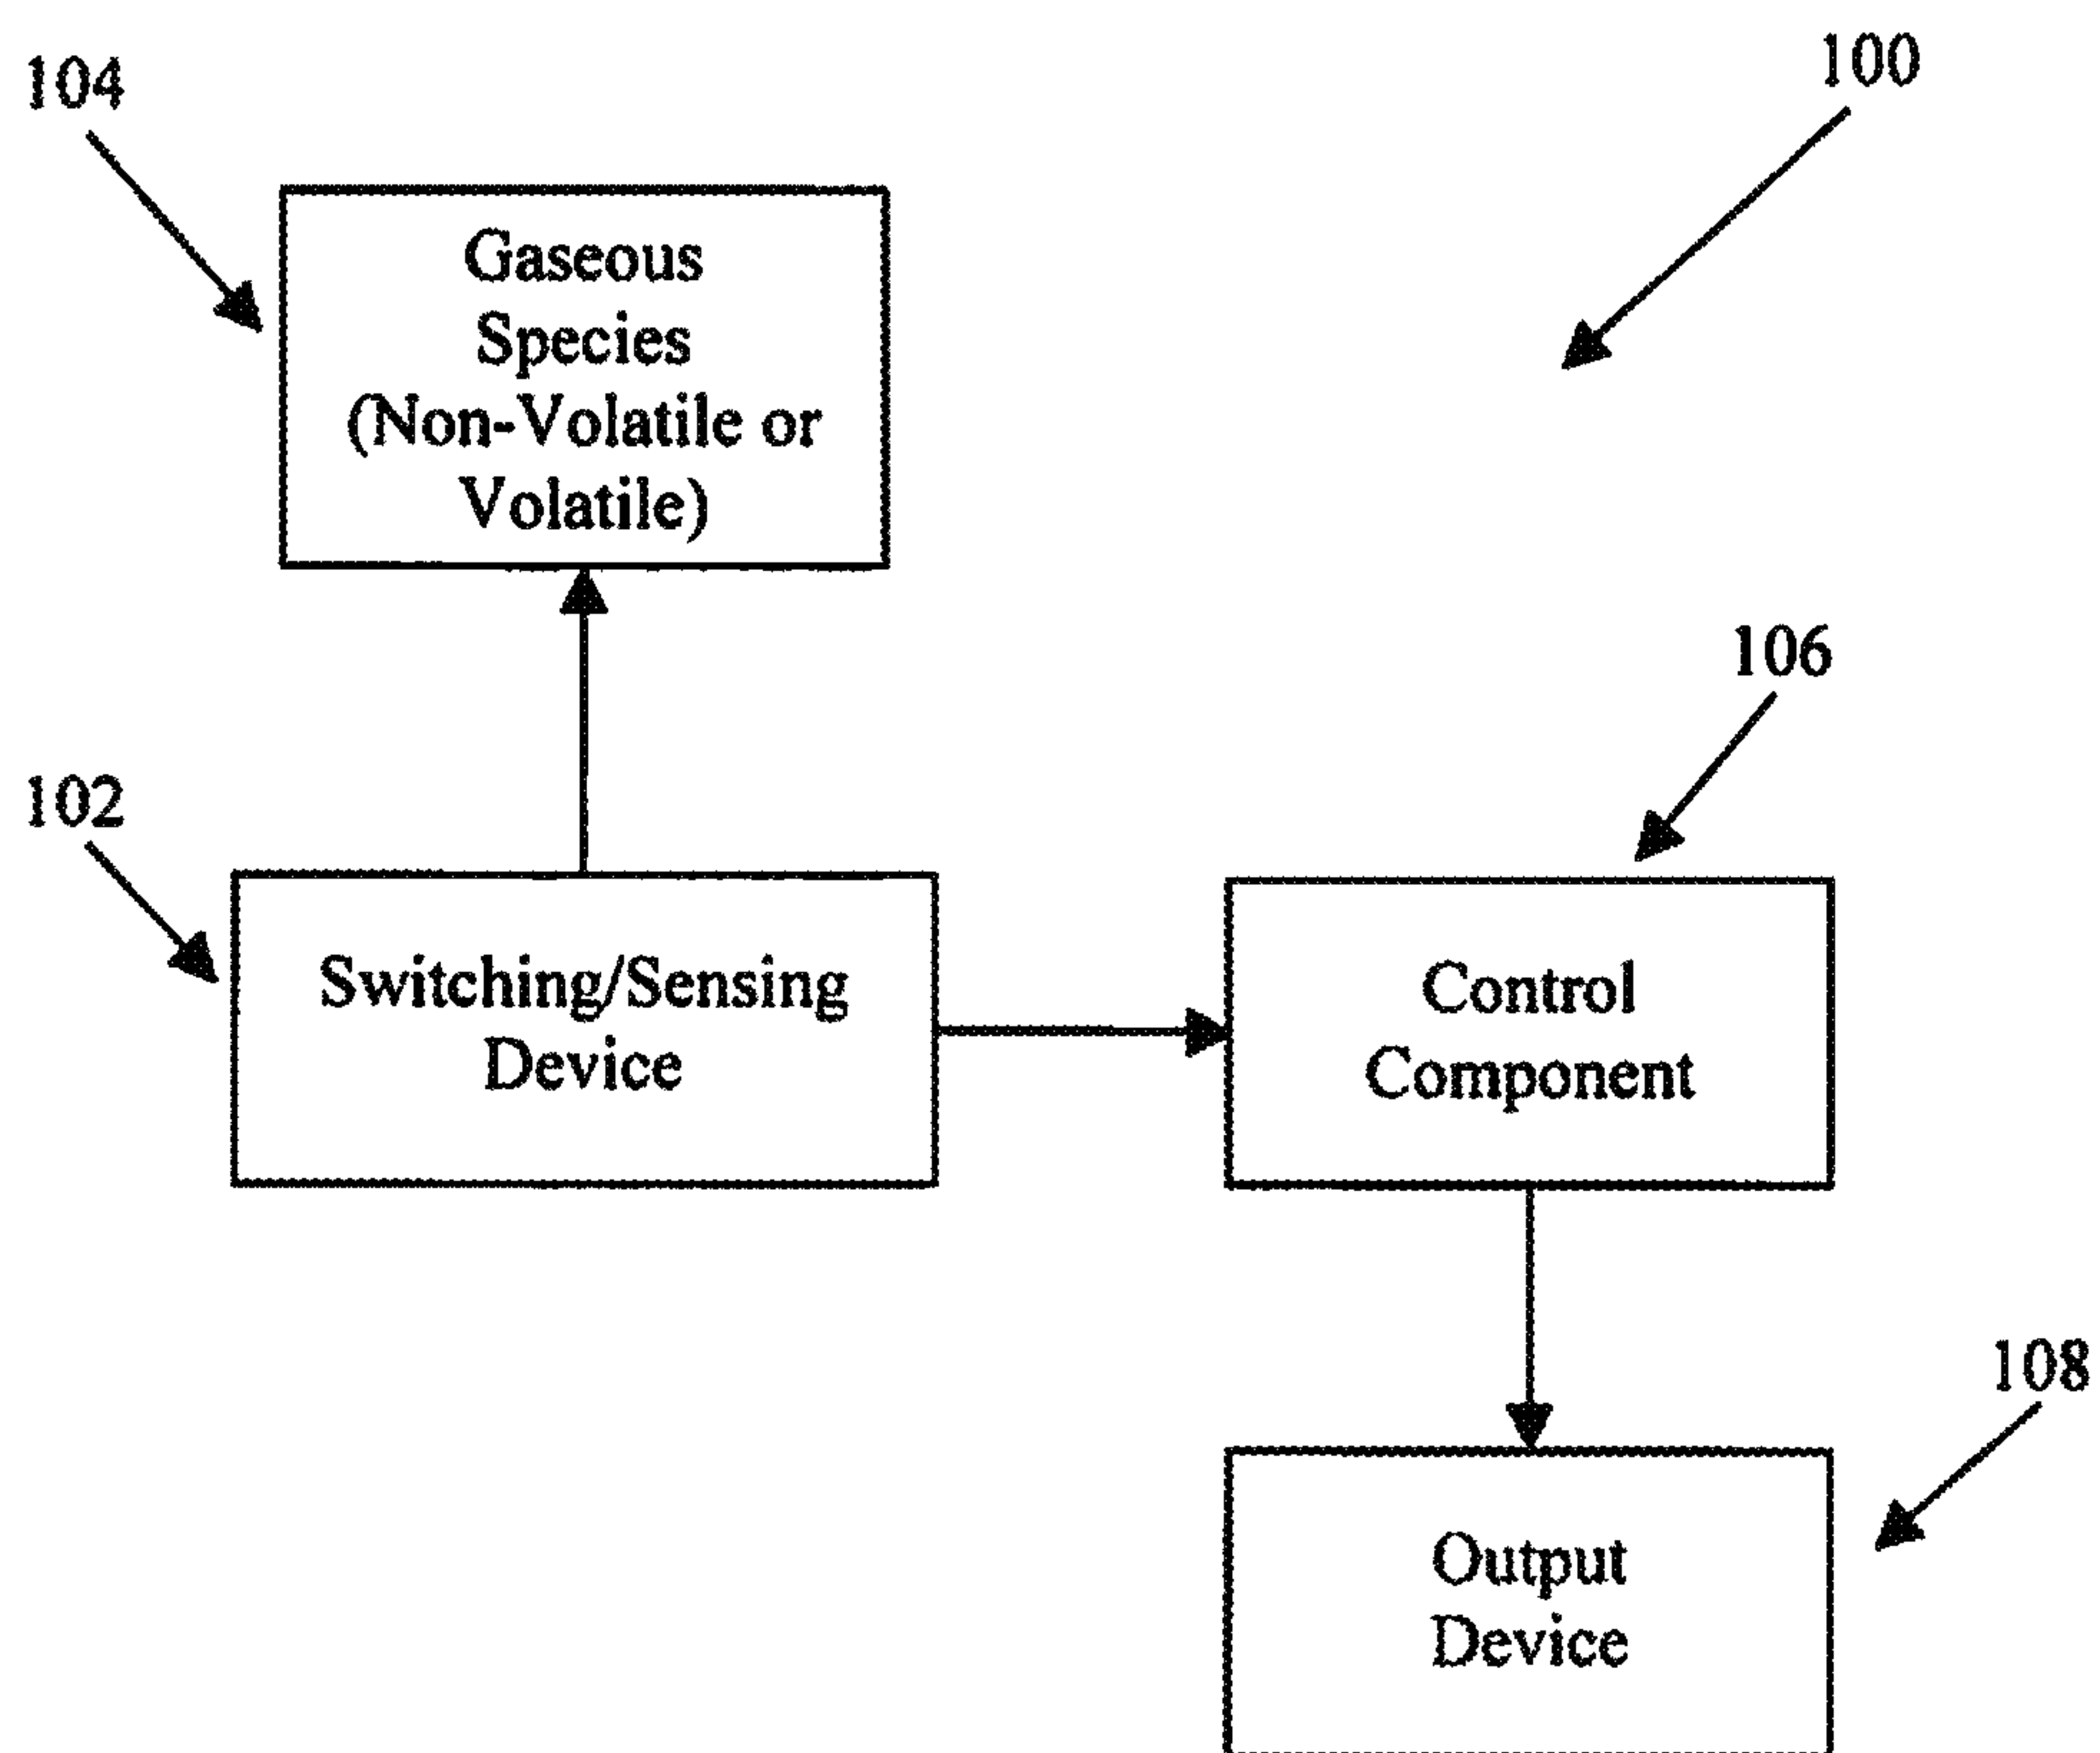 104
100
Gaseous
Species
(Non-Volatile or
Volatile)
106
102
Switching/Sensing
Device
Control
Component
108
Output
Device